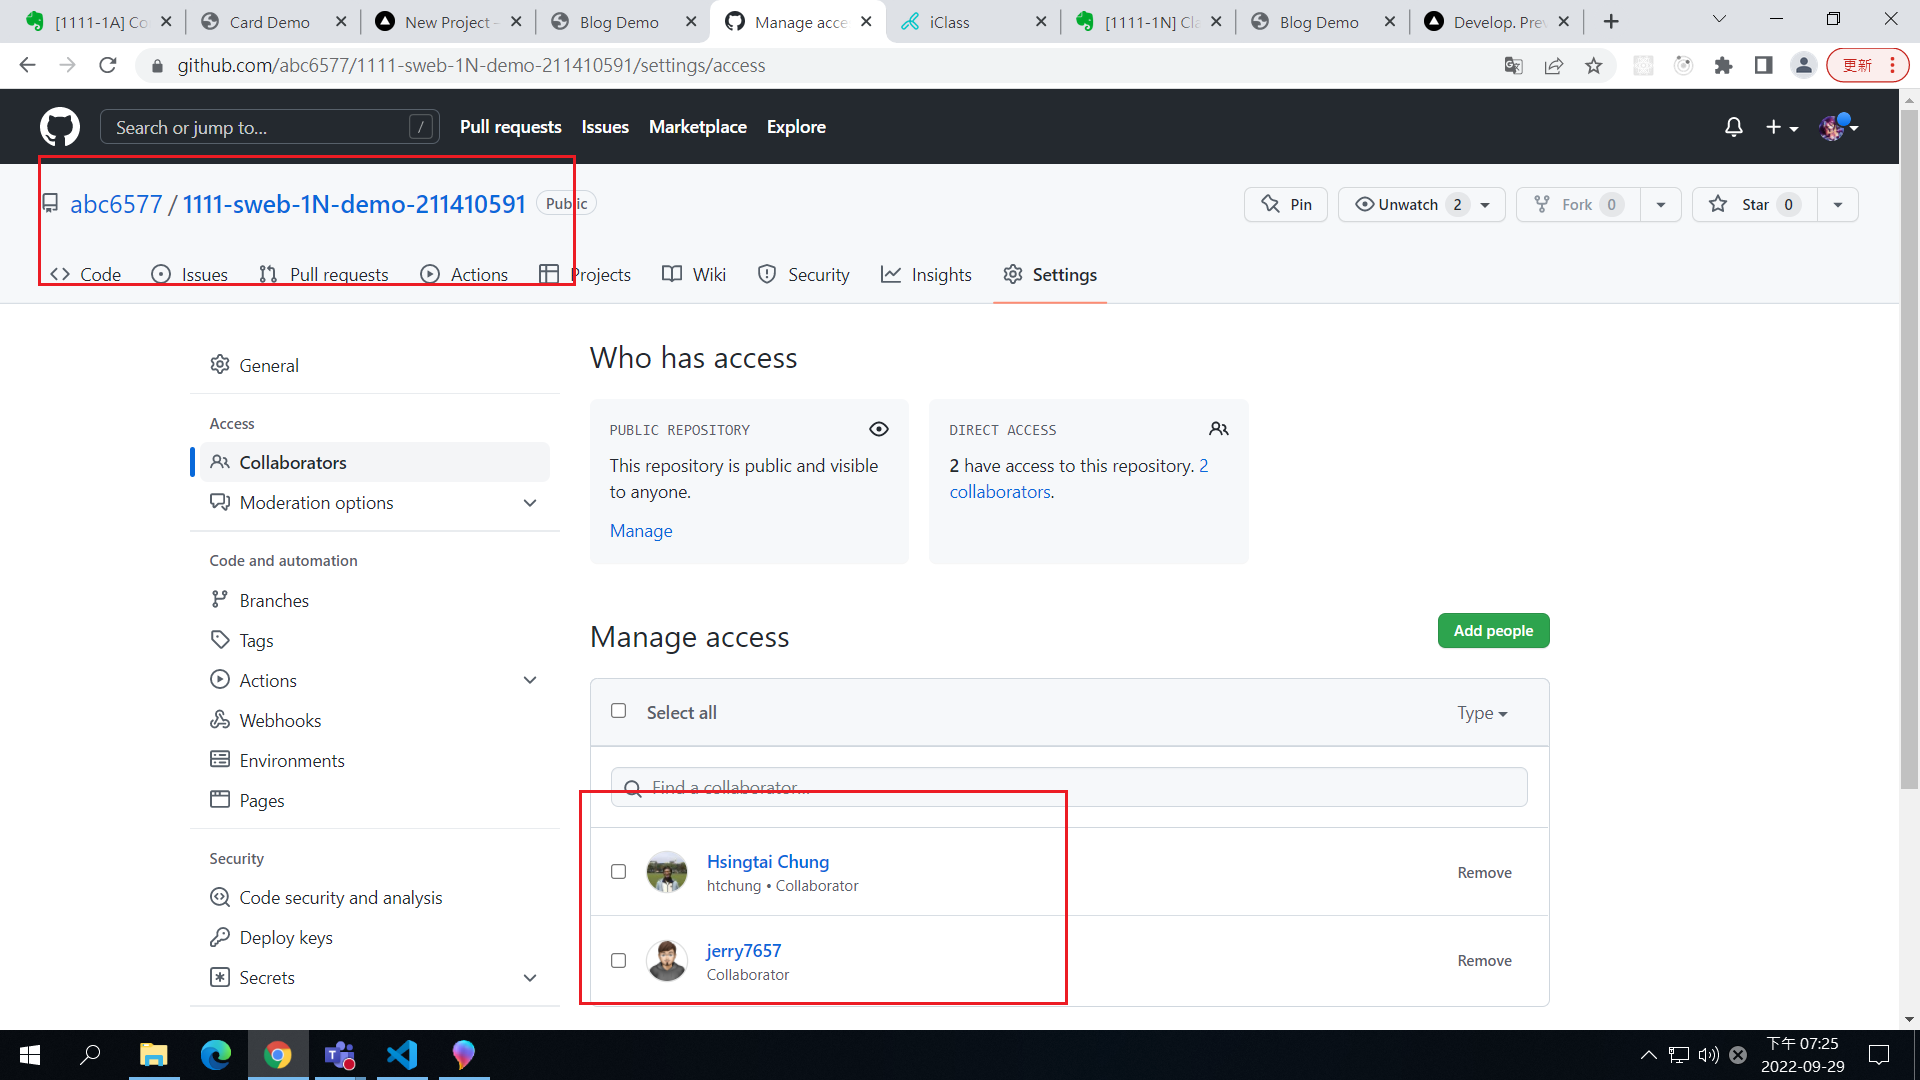 [1111-1A] Co
Card Demo
New Project -
Blog Demo
Manage acce
iClass
[1111-1N] Cla
Blog Demo
Develop. Prev
github.com/abc6577/1111-sweb-1N-demo-211410591/settings/access
更新
Search or jump to...
/
Pull requests
Issues
Marketplace
Explore
abc6577 / 1111-sweb-1N-demo-211410591 Public
Pin
Unwatch 2
Fork 0
Star 0
Code
Issues
Pull requests
Actions
Projects
Wiki
Security
Insights
Settings
General
Access
Collaborators
Moderation options
Code and automation
Branches
Tags
Actions
Webhooks
Environments
Pages
Security
Code security and analysis
Deploy keys
Secrets
Who has access
PUBLIC REPOSITORY
This repository is public and visible
to anyone.
Manage
DIRECT ACCESS
2 have access to this repository. 2
collaborators.
Manage access
Add people
Select all
Type
Find a collaborator...
Hsingtai Chung
htchung • Collaborator
Remove
jerry7657
Collaborator
Remove
下午 07:25
2022-09-29